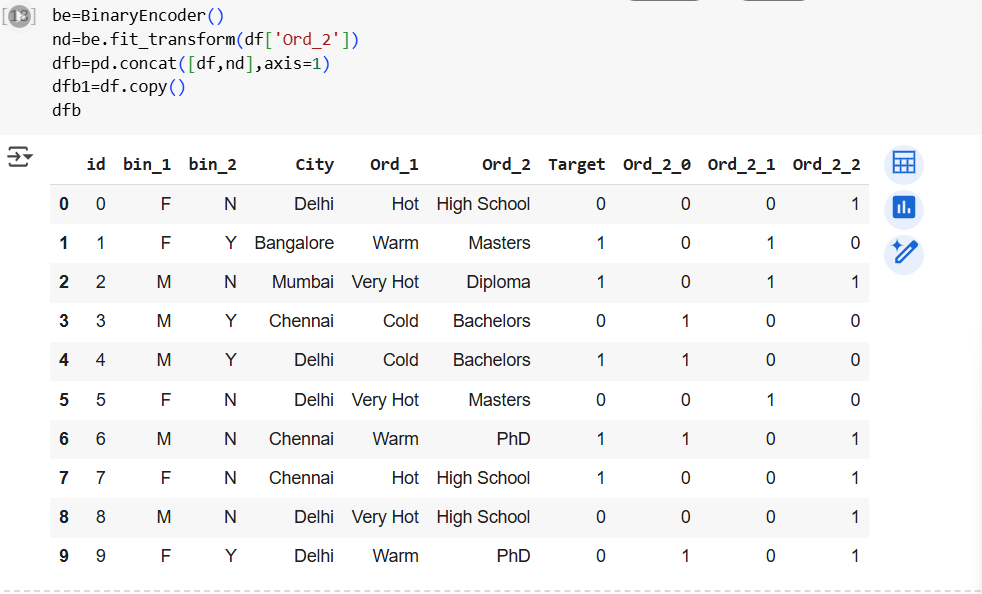 [18] be=BinaryEncoder()
nd=be.fit_transform(df['Ord_2'])
dfb=pd.concat([df,nd],axis=1)
dfb1=df.copy()
dfb
id bin_1 bin_2 City Ord_1 Ord_2 Target Ord_2_0 Ord_2_1 Ord_2_2
0 0 F N Delhi Hot High School 0 0 0 1
1 1 F Y Bangalore Warm Masters 1 0 1 0
2 2 M N Mumbai Very Hot Diploma 1 0 1 1
3 3 M Y Chennai Cold Bachelors 0 1 0 0
4 4 M Y Delhi Cold Bachelors 1 1 0 0
5 5 F N Delhi Very Hot Masters 0 0 1 0
6 6 M N Chennai Warm PhD 1 1 0 1
7 7 F N Chennai Hot High School 1 0 0 1
8 8 M N Delhi Very Hot High School 0 0 0 1
9 9 F Y Delhi Warm PhD 0 1 0 1